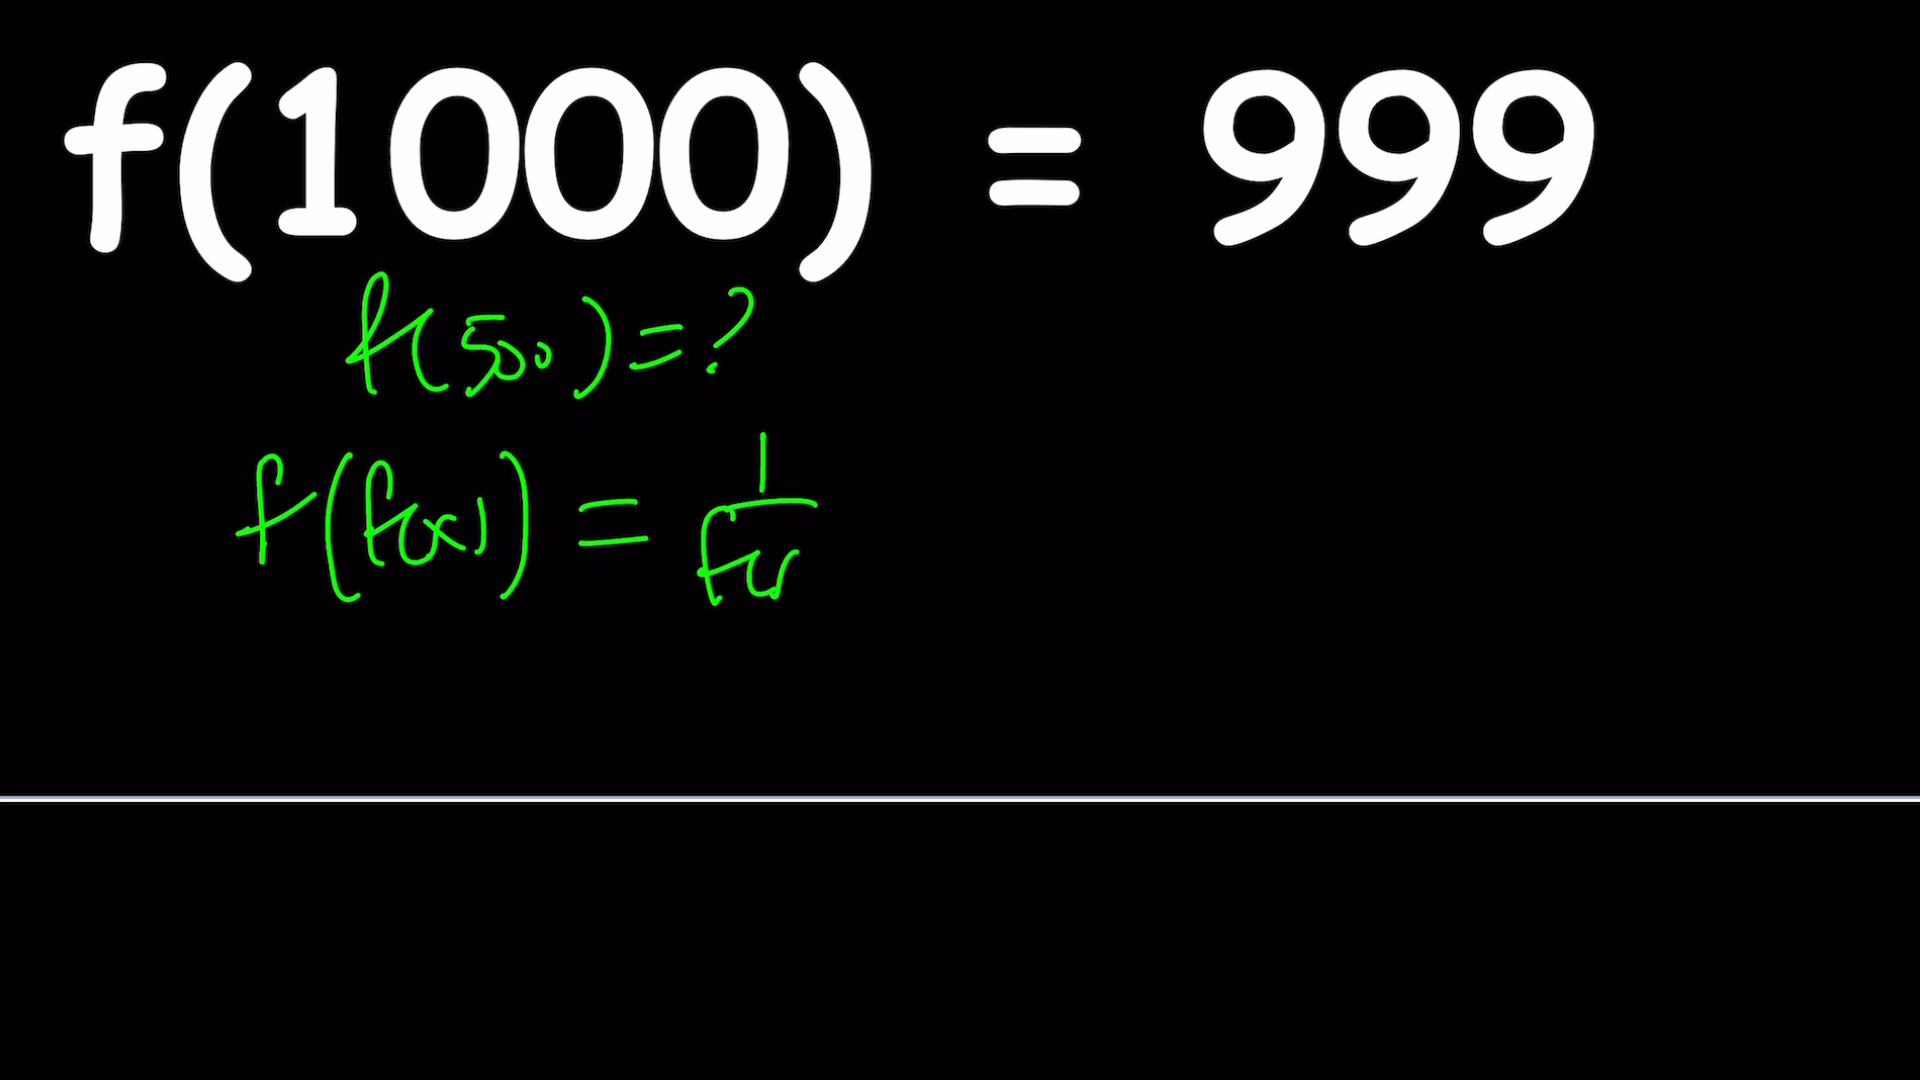 f(1000) = 999
f(500) = ?
f(f(x)) = 1/f(